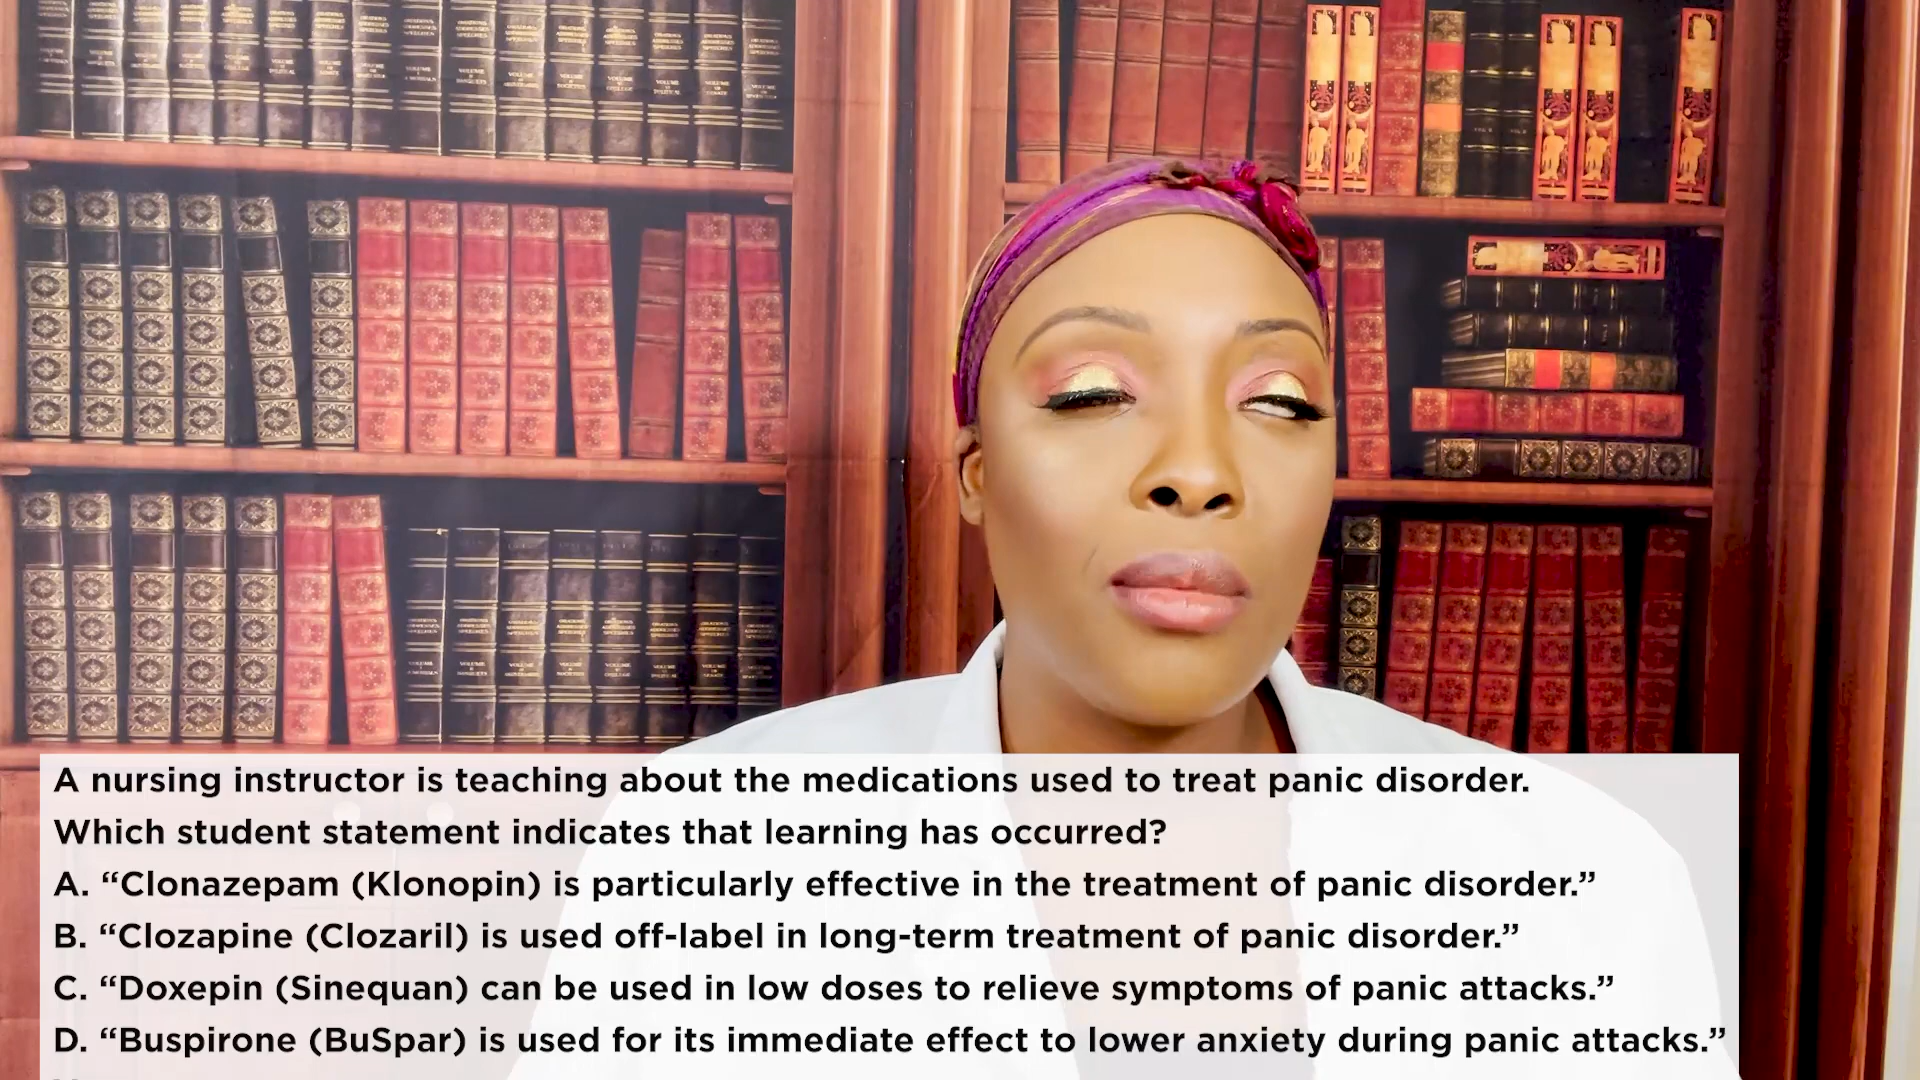 A nursing instructor is teaching about the medications used to treat panic disorder.
Which student statement indicates that learning has occurred?
A. “Clonazepam (Klonopin) is particularly effective in the treatment of panic disorder.”
B. “Clozapine (Clozaril) is used off-label in long-term treatment of panic disorder.”
C. “Doxepin (Sinequan) can be used in low doses to relieve symptoms of panic attacks.”
D. “Buspirone (BuSpar) is used for its immediate effect to lower anxiety during panic attacks.”